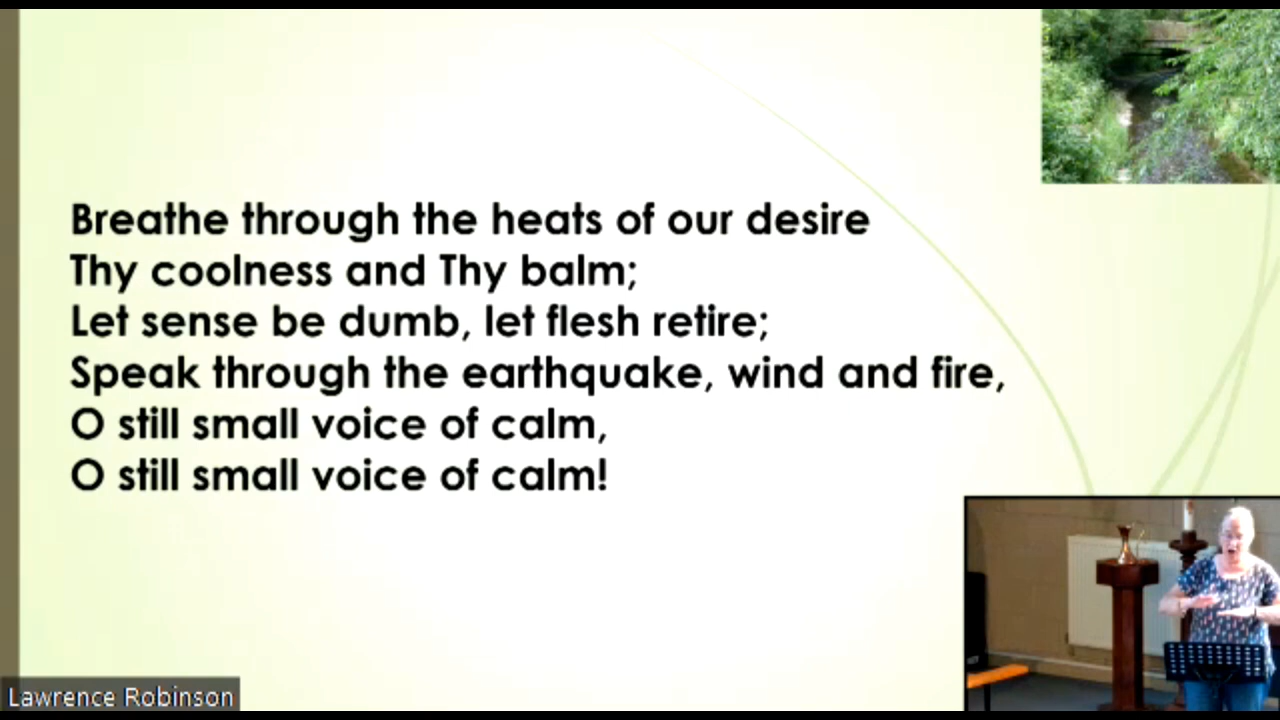 Breathe through the heats of our desire
Thy coolness and Thy balm;
Let sense be dumb, let flesh retire;
Speak through the earthquake, wind and fire,
O still small voice of calm,
O still small voice of calm!
Lawrence Robinson